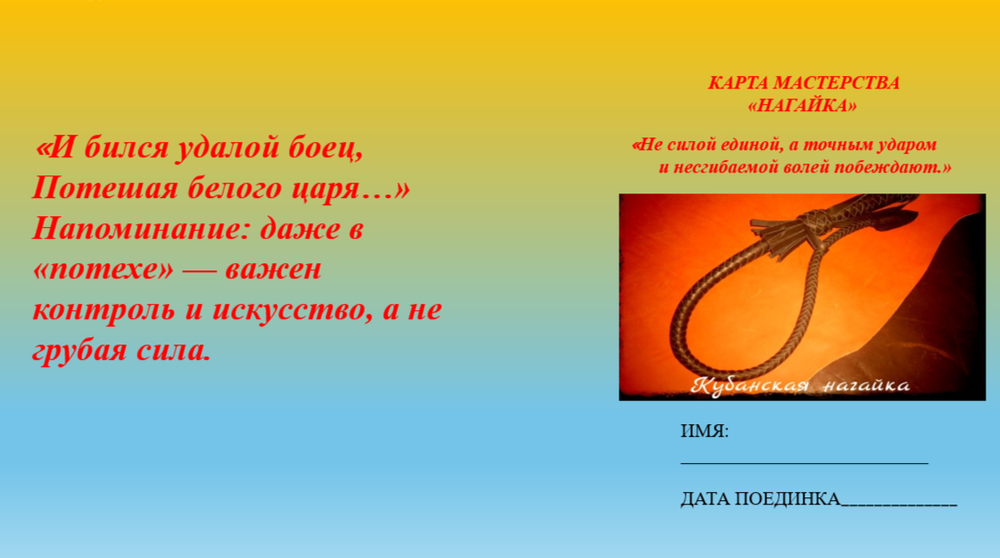 «И бился удалой боец,
Потешая белого царя…»
Напоминание: даже в
«потехе» — важен
контроль и искусство, а не
грубая сила.
КАРТА МАСТЕРСТВА
«НАГАЙКА»
«Не силой единой, а точным ударом
и несгибаемой волей побеждают.»
Кубанская нагайка
ИМЯ:
___________________________
ДАТА ПОЕДИНКА______________